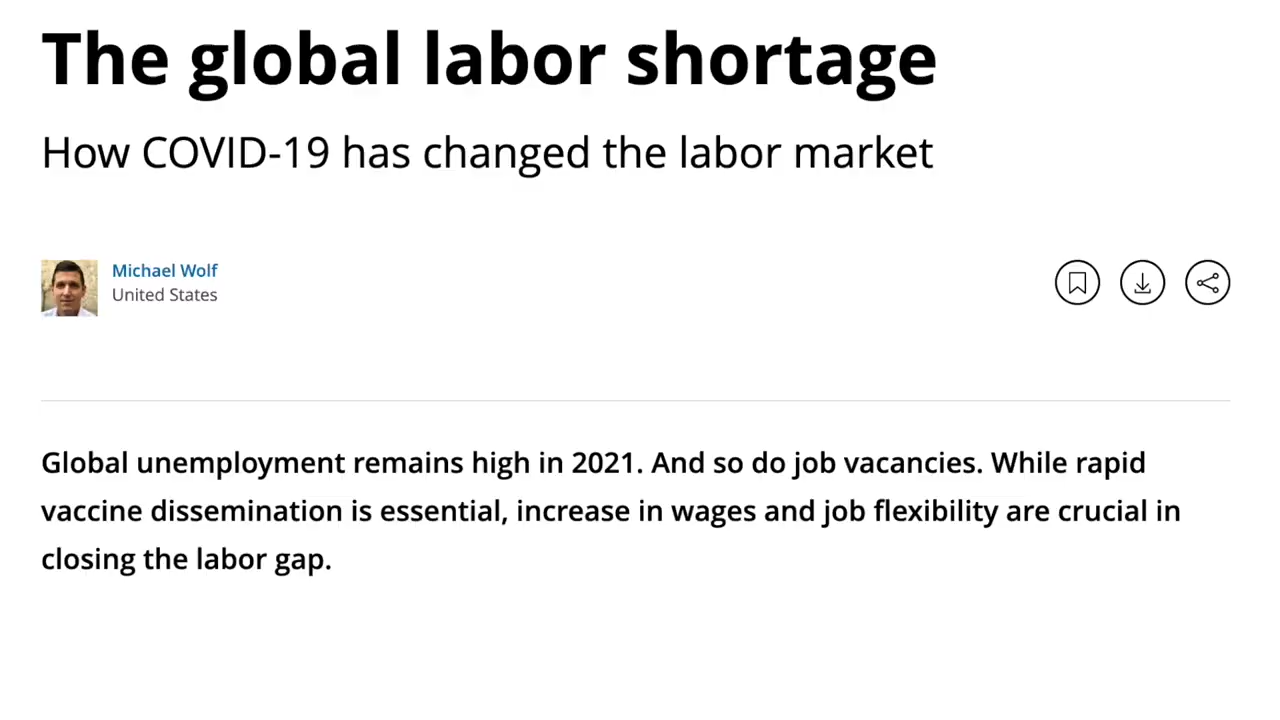 The global labor shortage
How COVID-19 has changed the labor market
Michael Wolf
United States
Global unemployment remains high in 2021. And so do job vacancies. While rapid
vaccine dissemination is essential, increase in wages and job flexibility are crucial in
closing the labor gap.